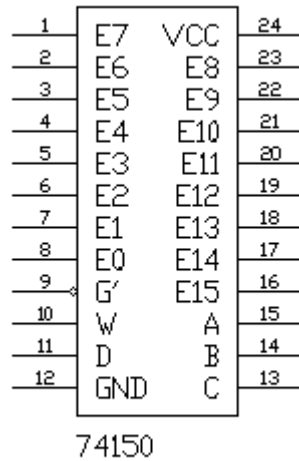 1 E7 VCC 24
2 E6 E8 23
3 E5 E9 22
4 E4 E10 21
5 E3 E11 20
6 E2 E12 19
7 E1 E13 18
8 E0 E14 17
9 G' E15 16
10 W A 15
11 D B 14
12 GND C 13
74150